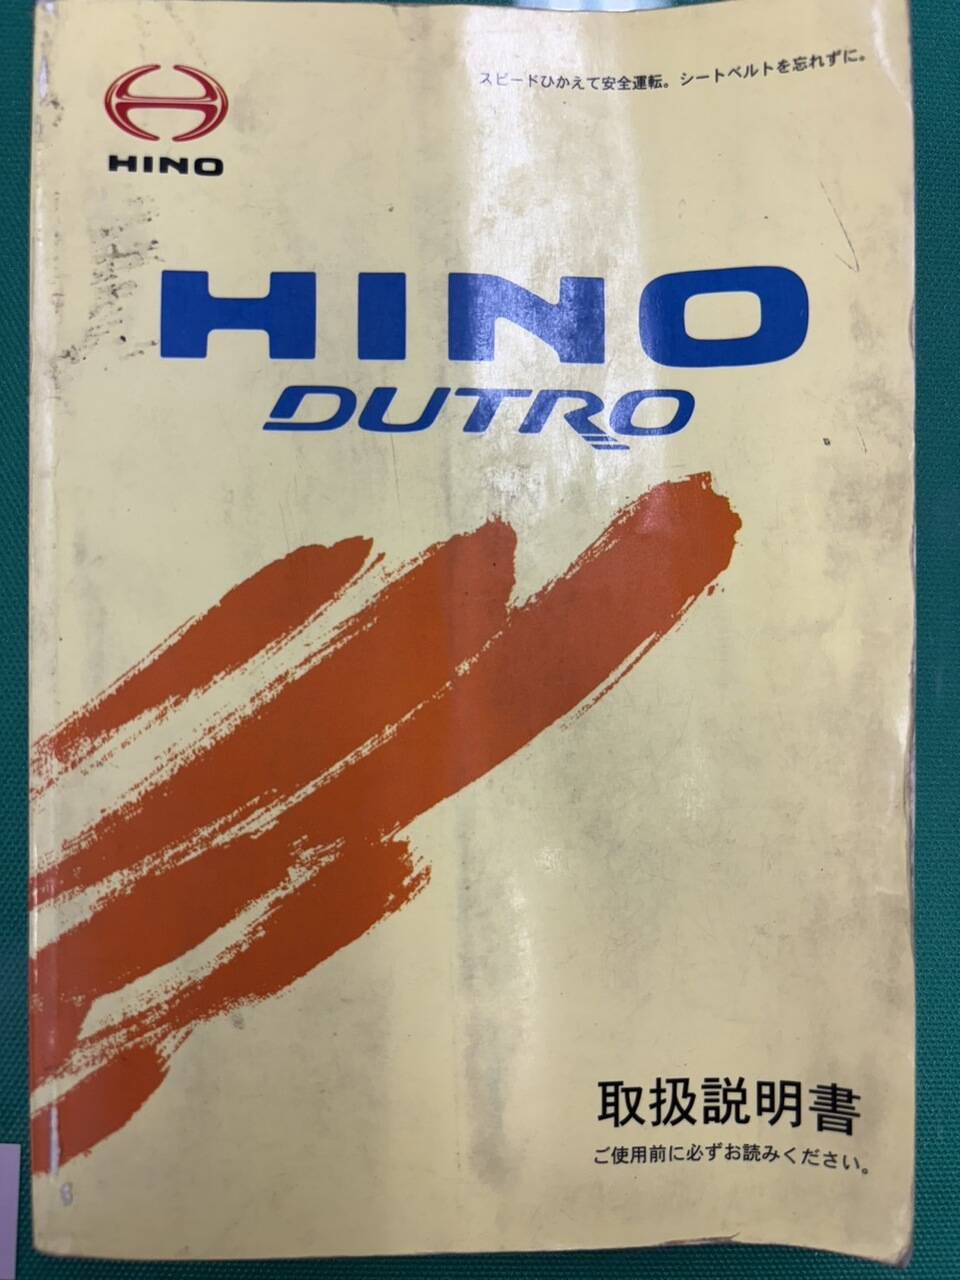 スピードひかえて安全運転。シートベルトを忘れずに。
HINO
HINO
DUTRO
取扱説明書
ご使用前に必ずお読みください。